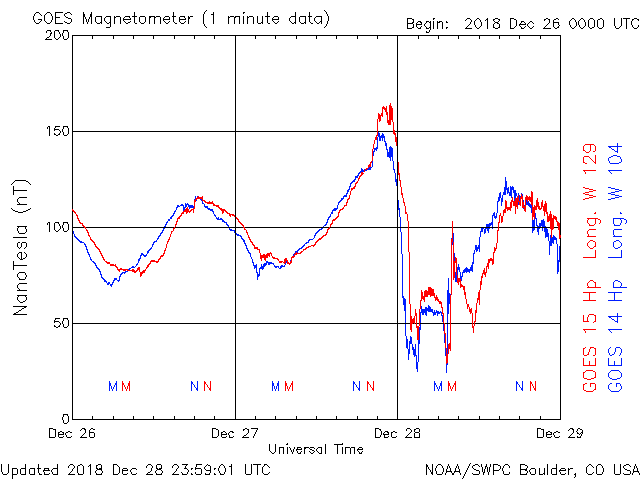 GOES Magnetometer (1 minute data)
Begin: 2018 Dec 26 0000 UTC
200
150
100
50
0
NanoTesla (nT)
M M N N M M N N M M N N
Dec 26 Dec 27 Dec 28 Dec 29
Universal Time
GOES 15 Hp Long. W 129
GOES 14 Hp Long. W 104
Updated 2018 Dec 28 23:59:01 UTC
NOAA/SWPC Boulder, CO USA